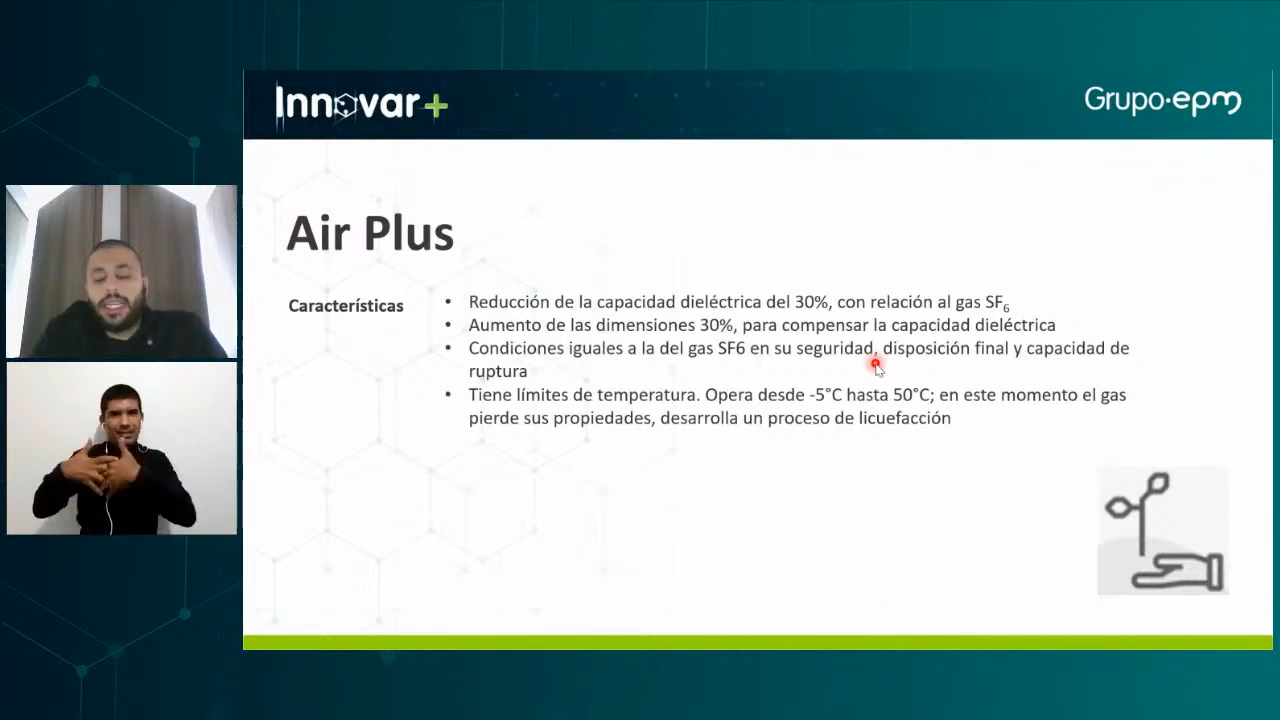 Innovar+
Grupo·epm
Air Plus
Características
• Reducción de la capacidad dieléctrica del 30%, con relación al gas SF₆
• Aumento de las dimensiones 30%, para compensar la capacidad dieléctrica
• Condiciones iguales a la del gas SF6 en su seguridad, disposición final y capacidad de
ruptura
• Tiene límites de temperatura. Opera desde -5°C hasta 50°C; en este momento el gas
pierde sus propiedades, desarrolla un proceso de licuefacción